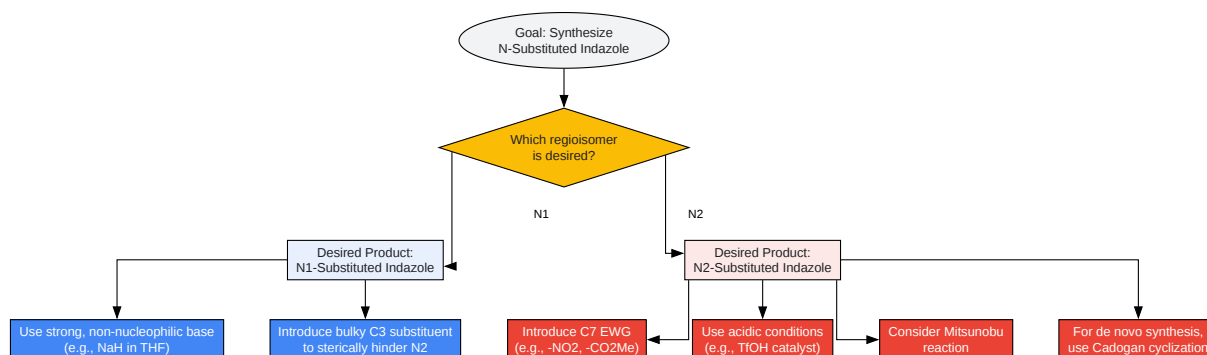 Goal: Synthesize
N-Substituted Indazole
Which regioisomer
is desired?
N1
N2
Desired Product:
N1-Substituted Indazole
Desired Product:
N2-Substituted Indazole
Use strong, non-nucleophilic base
(e.g., NaH in THF)
Introduce bulky C3 substituent
to sterically hinder N2
Introduce C7 EWG
(e.g., -NO2, -CO2Me)
Use acidic conditions
(e.g., TfOH catalyst)
Consider Mitsunobu
reaction
For de novo synthesis,
use Cadogan cyclization